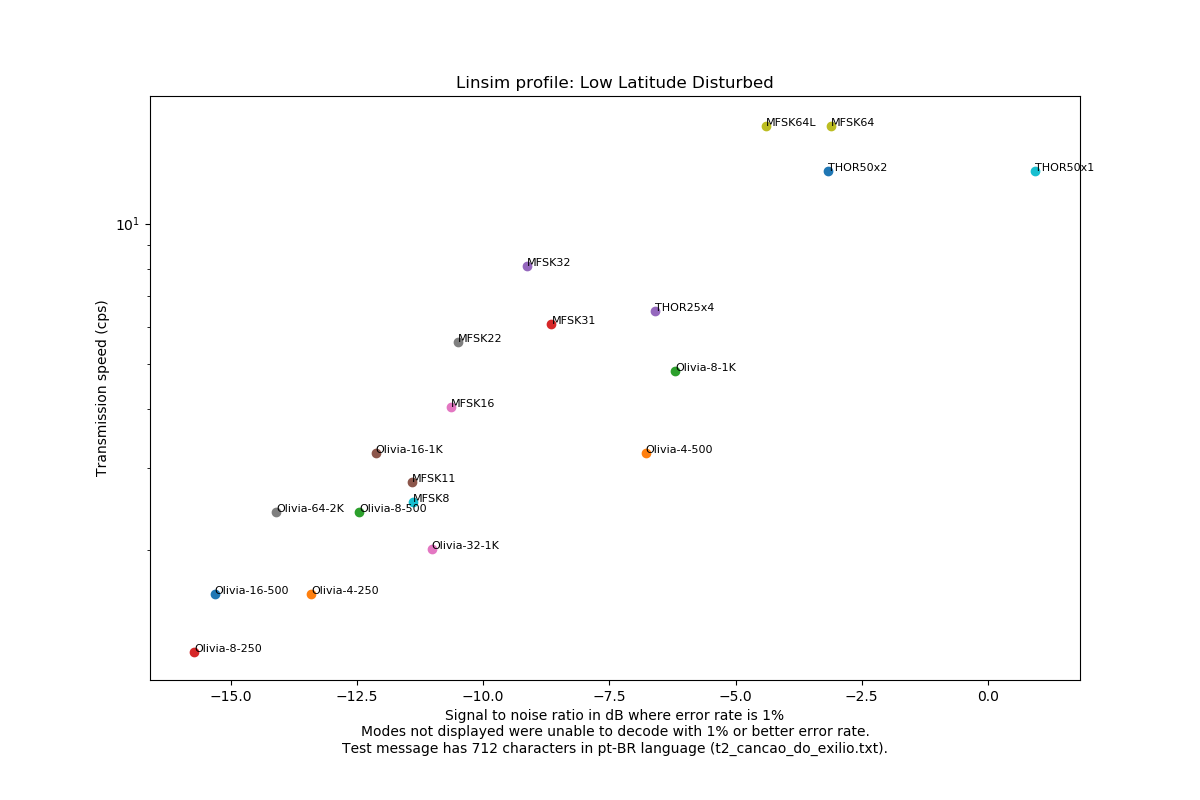 Linsim profile: Low Latitude Disturbed
MFSK64L
MFSK64
THOR50x2
THOR50x1
10¹
MFSK32
THOR25x4
MFSK31
MFSK22
Olivia-8-1K
MFSK16
Olivia-16-1K
Olivia-4-500
MFSK11
MFSK8
Olivia-64-2K
Olivia-8-500
Olivia-32-1K
Olivia-16-500
Olivia-4-250
Olivia-8-250
Transmission speed (cps)
−15.0 −12.5 −10.0 −7.5 −5.0 −2.5 0.0
Signal to noise ratio in dB where error rate is 1%
Modes not displayed were unable to decode with 1% or better error rate.
Test message has 712 characters in pt-BR language (t2_cancao_do_exilio.txt).